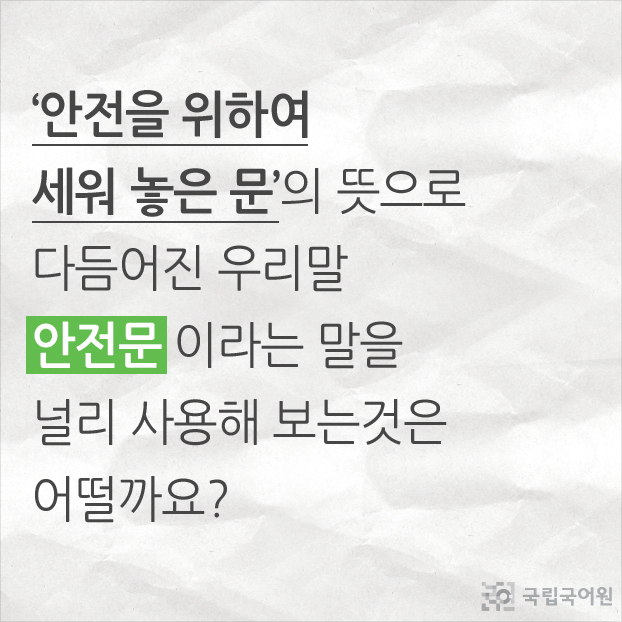 ‘안전을 위하여
세워 놓은 문’의 뜻으로
다듬어진 우리말
안전문 이라는 말을
널리 사용해 보는것은
어떨까요?
국립국어원